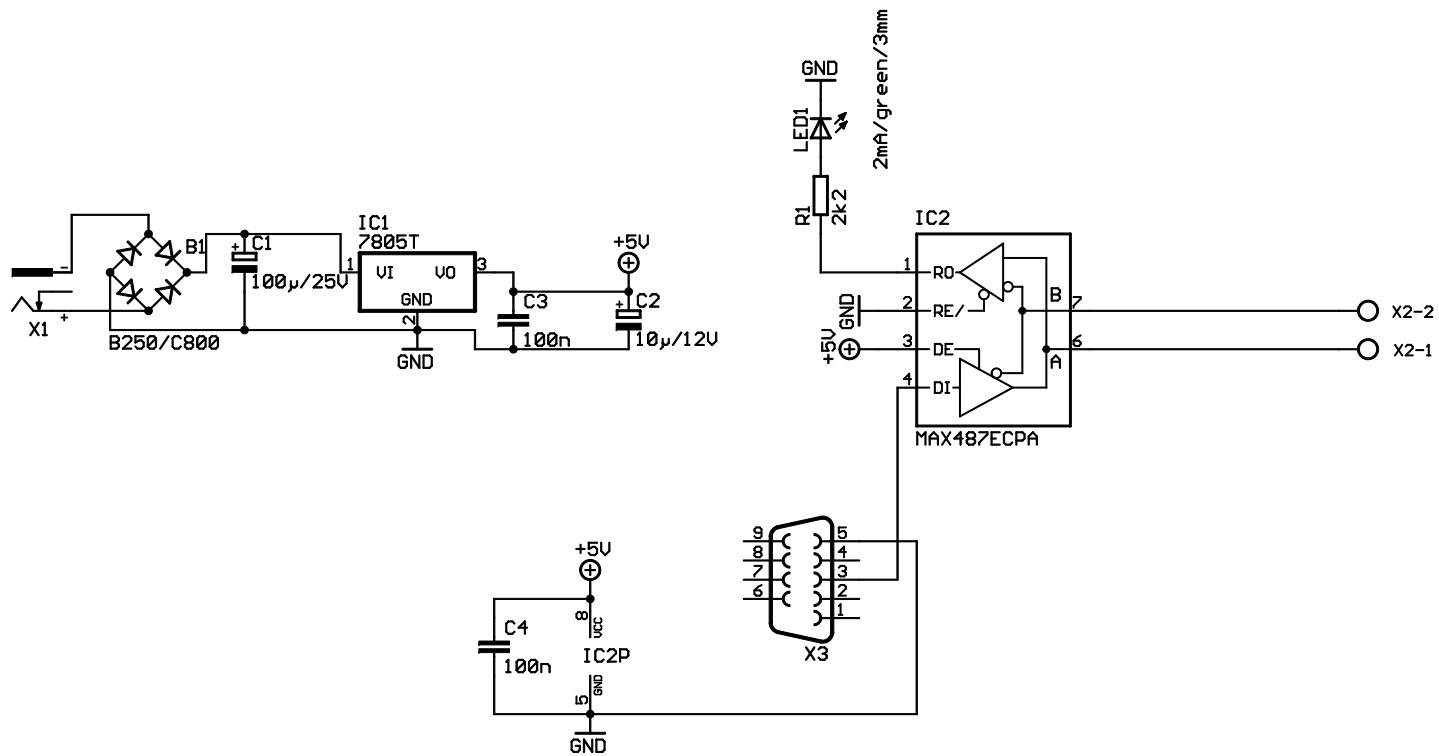 GND
LED1
2mA/green/3mm
R1
2k2
-
+
X1
B1
B250/C800
+
C1
100µ/25V
IC1
7805T
1
VI
VO
3
GND
2
GND
C3
100n
+5V
+
C2
10µ/12V
IC2
1
RO
GND
2
RE/
+5V
3
DE
4
DI
B
7
A
6
MAX487ECPA
X2-2
X2-1
+5V
8
VCC
C4
100n
IC2P
GND
5
GND
9
8
7
6
5
4
3
2
1
X3